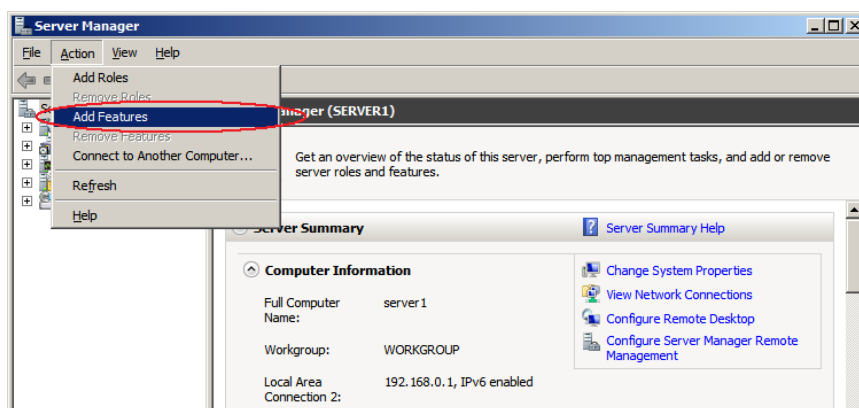 Server Manager
File Action View Help
Add Roles
Remove Roles
Add Features
Remove Features
Connect to Another Computer...
Refresh
Help
(SERVER1)
Get an overview of the status of this server, perform top management tasks, and add or remove
server roles and features.
Server Summary
Server Summary Help
Computer Information
Full Computer
Name:
server1
Workgroup:
WORKGROUP
Local Area
Connection 2:
192.168.0.1, IPv6 enabled
Change System Properties
View Network Connections
Configure Remote Desktop
Configure Server Manager Remote
Management